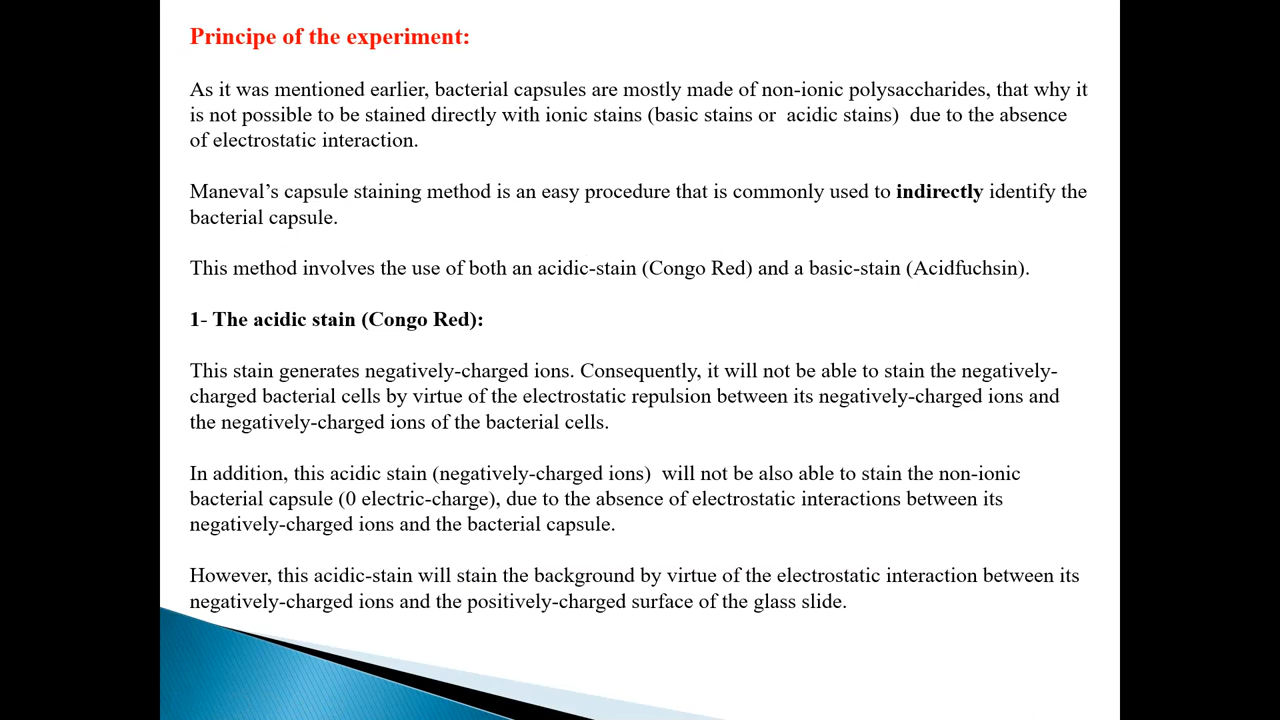 Principe of the experiment:
As it was mentioned earlier, bacterial capsules are mostly made of non-ionic polysaccharides, that why it
is not possible to be stained directly with ionic stains (basic stains or  acidic stains)  due to the absence
of electrostatic interaction.
Maneval’s capsule staining method is an easy procedure that is commonly used to indirectly identify the
bacterial capsule.
This method involves the use of both an acidic-stain (Congo Red) and a basic-stain (Acidfuchsin).
1- The acidic stain (Congo Red):
This stain generates negatively-charged ions. Consequently, it will not be able to stain the negatively-
charged bacterial cells by virtue of the electrostatic repulsion between its negatively-charged ions and
the negatively-charged ions of the bacterial cells.
In addition, this acidic stain (negatively-charged ions)  will not be also able to stain the non-ionic
bacterial capsule (0 electric-charge), due to the absence of electrostatic interactions between its
negatively-charged ions and the bacterial capsule.
However, this acidic-stain will stain the background by virtue of the electrostatic interaction between its
negatively-charged ions and the positively-charged surface of the glass slide.